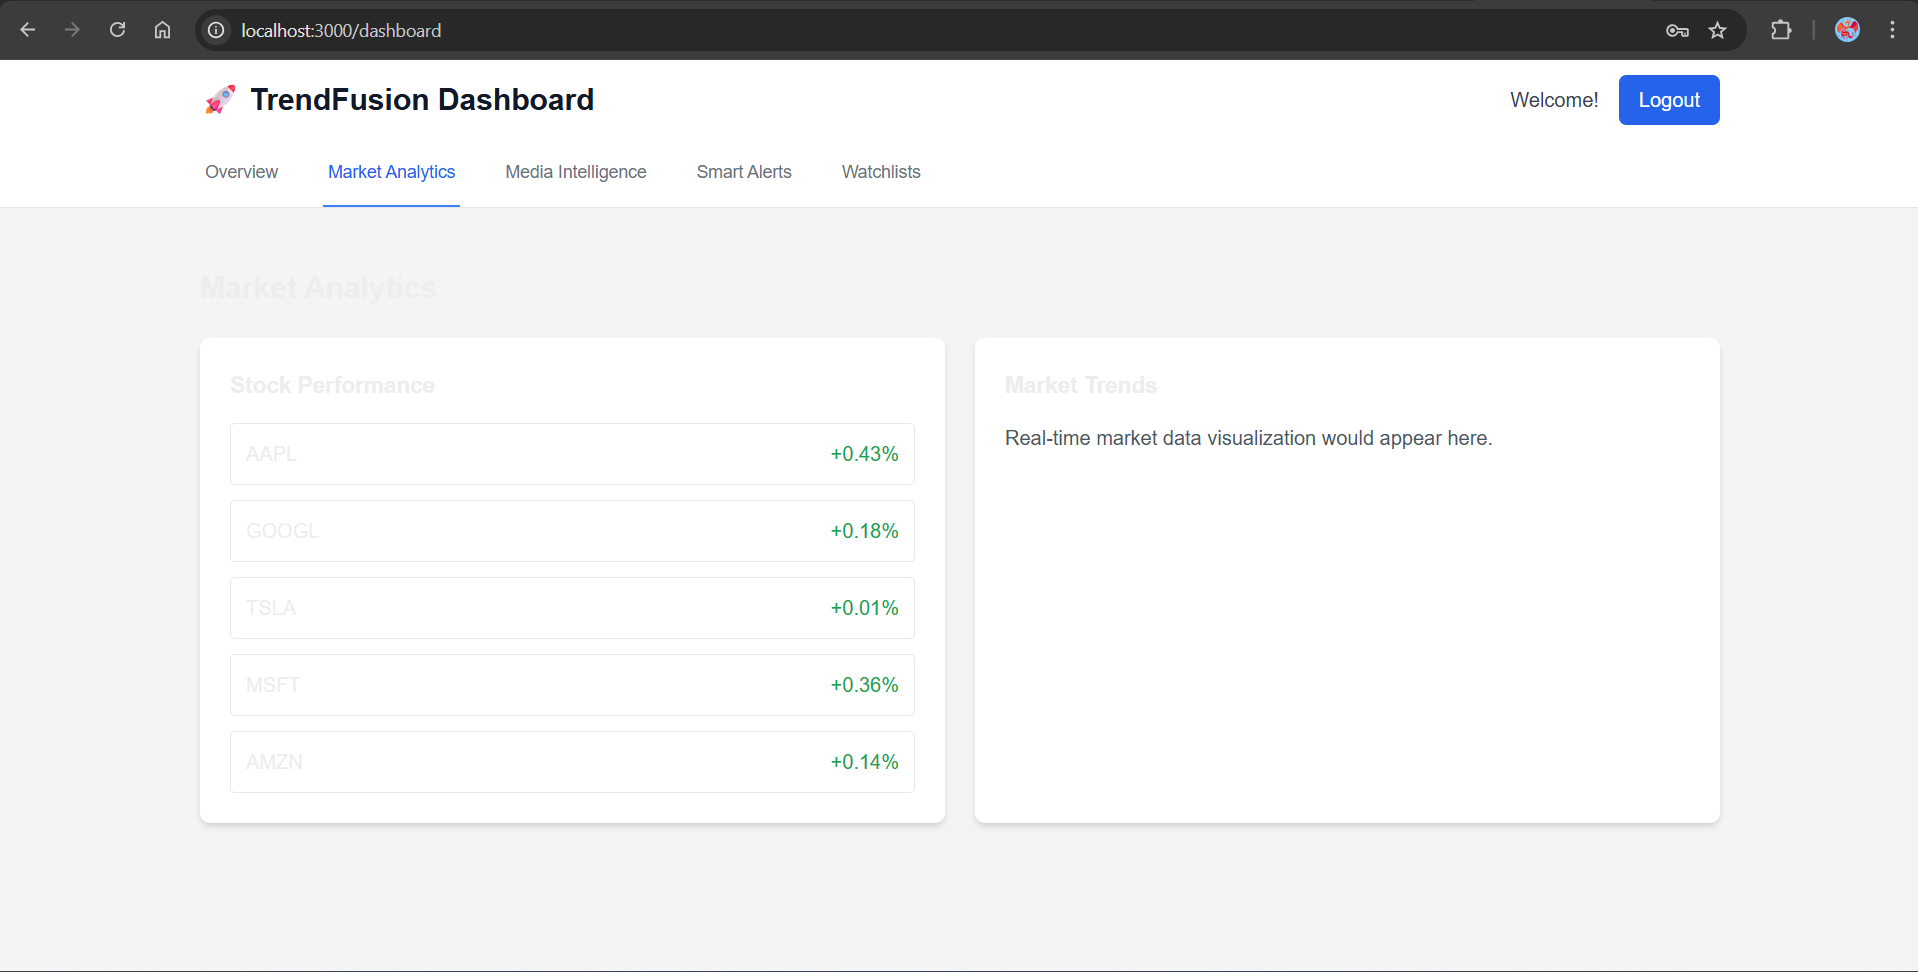 localhost:3000/dashboard
🚀 TrendFusion Dashboard
Welcome!
Logout
Overview
Market Analytics
Media Intelligence
Smart Alerts
Watchlists
Market Analytics
Stock Performance
AAPL +0.43%
GOOGL +0.18%
TSLA +0.01%
MSFT +0.36%
AMZN +0.14%
Market Trends
Real-time market data visualization would appear here.